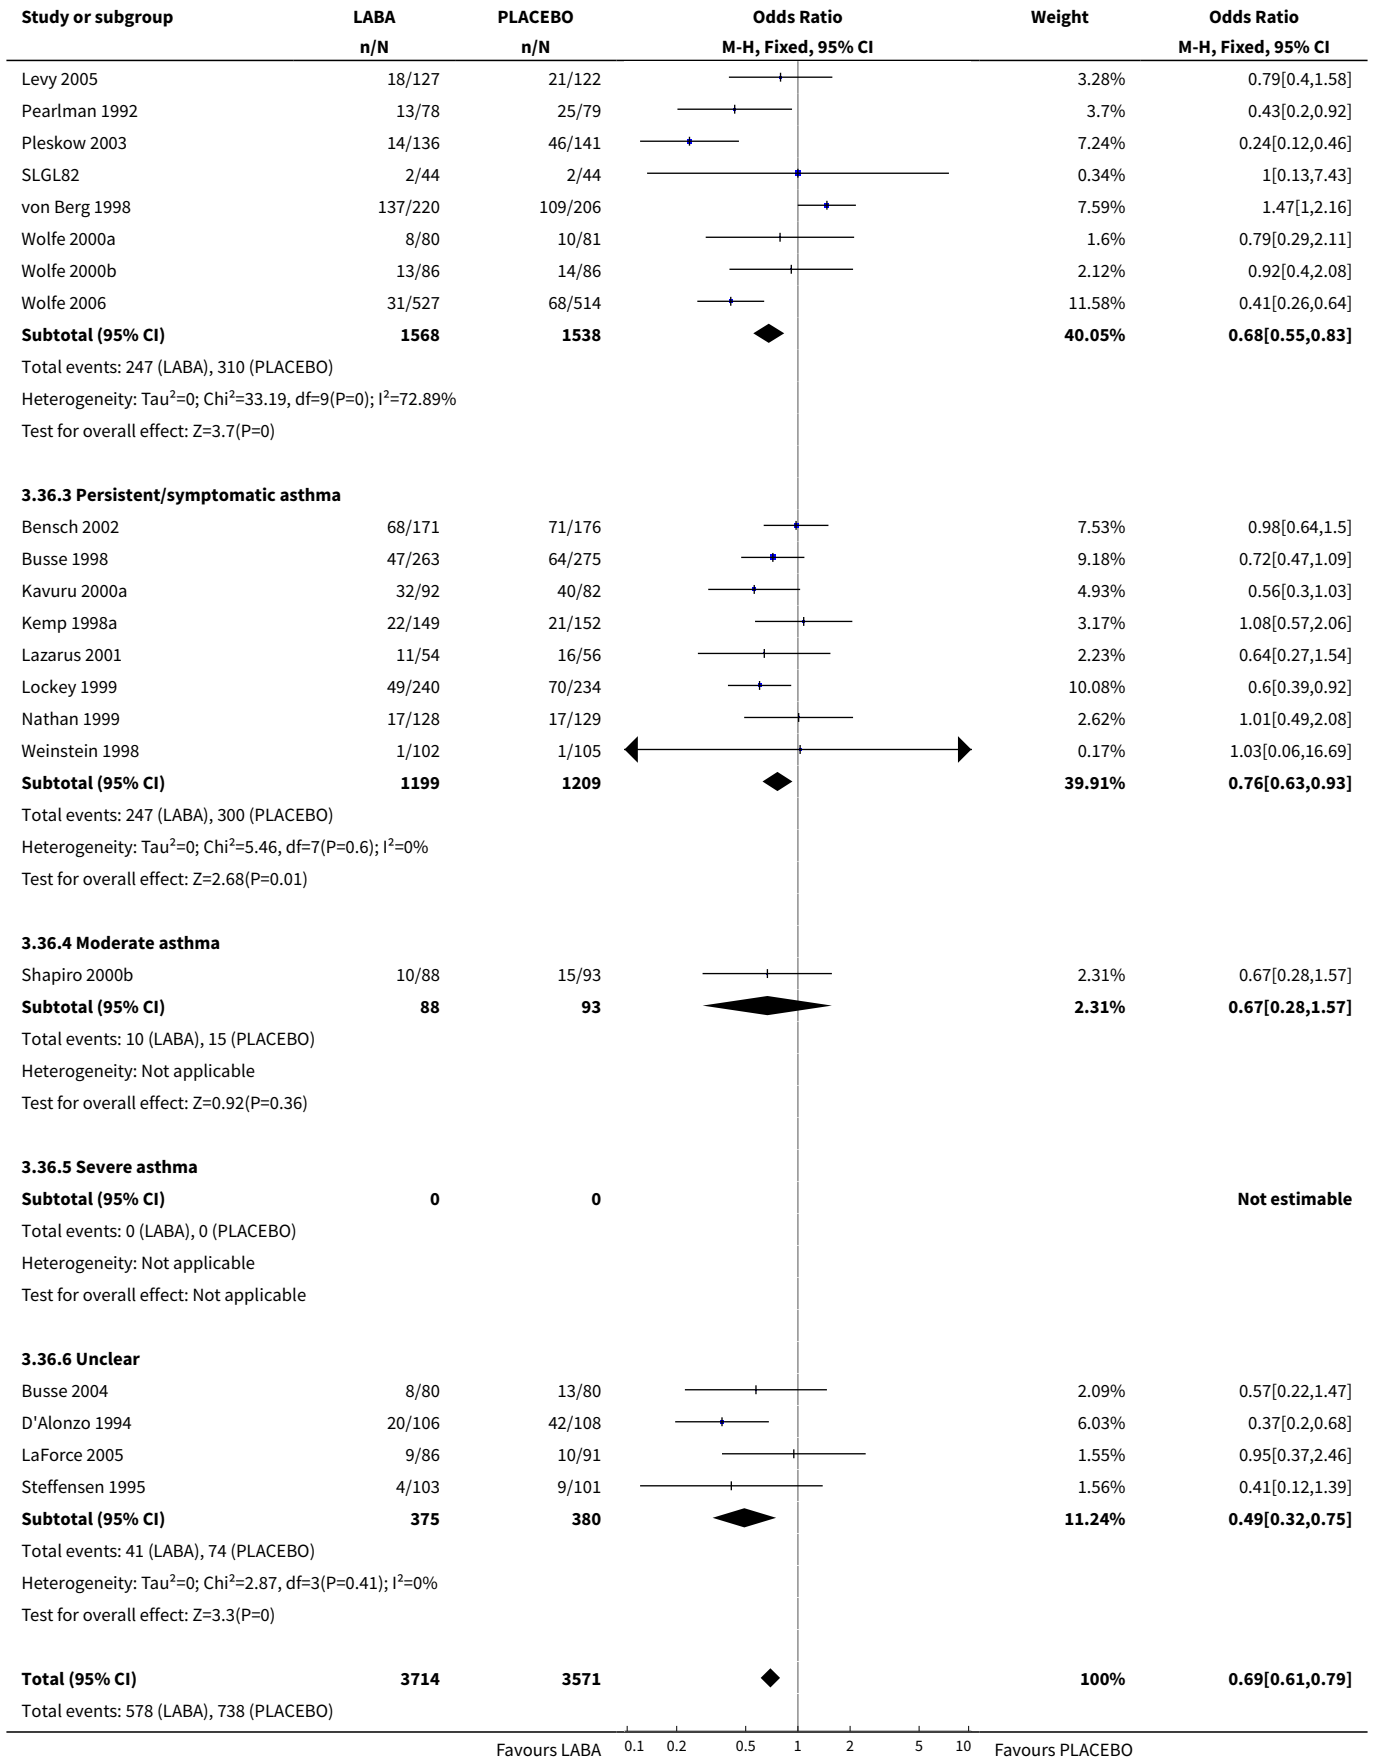 Study or subgroup LABA PLACEBO Odds Ratio Weight Odds Ratio
n/N n/N M-H, Fixed, 95% CI M-H, Fixed, 95% CI
Levy 2005 18/127 21/122 3.28% 0.79[0.4,1.58]
Pearlman 1992 13/78 25/79 3.7% 0.43[0.2,0.92]
Pleskow 2003 14/136 46/141 7.24% 0.24[0.12,0.46]
SLGL82 2/44 2/44 0.34% 1[0.13,7.43]
von Berg 1998 137/220 109/206 7.59% 1.47[1,2.16]
Wolfe 2000a 8/80 10/81 1.6% 0.79[0.29,2.11]
Wolfe 2000b 13/86 14/86 2.12% 0.92[0.4,2.08]
Wolfe 2006 31/527 68/514 11.58% 0.41[0.26,0.64]
Subtotal (95% CI) 1568 1538 40.05% 0.68[0.55,0.83]
Total events: 247 (LABA), 310 (PLACEBO)
Heterogeneity: Tau²=0; Chi²=33.19, df=9(P=0); I²=72.89%
Test for overall effect: Z=3.7(P=0)
3.36.3 Persistent/symptomatic asthma
Bensch 2002 68/171 71/176 7.53% 0.98[0.64,1.5]
Busse 1998 47/263 64/275 9.18% 0.72[0.47,1.09]
Kavuru 2000a 32/92 40/82 4.93% 0.56[0.3,1.03]
Kemp 1998a 22/149 21/152 3.17% 1.08[0.57,2.06]
Lazarus 2001 11/54 16/56 2.23% 0.64[0.27,1.54]
Lockey 1999 49/240 70/234 10.08% 0.6[0.39,0.92]
Nathan 1999 17/128 17/129 2.62% 1.01[0.49,2.08]
Weinstein 1998 1/102 1/105 0.17% 1.03[0.06,16.69]
Subtotal (95% CI) 1199 1209 39.91% 0.76[0.63,0.93]
Total events: 247 (LABA), 300 (PLACEBO)
Heterogeneity: Tau²=0; Chi²=5.46, df=7(P=0.6); I²=0%
Test for overall effect: Z=2.68(P=0.01)
3.36.4 Moderate asthma
Shapiro 2000b 10/88 15/93 2.31% 0.67[0.28,1.57]
Subtotal (95% CI) 88 93 2.31% 0.67[0.28,1.57]
Total events: 10 (LABA), 15 (PLACEBO)
Heterogeneity: Not applicable
Test for overall effect: Z=0.92(P=0.36)
3.36.5 Severe asthma
Subtotal (95% CI) 0 0 Not estimable
Total events: 0 (LABA), 0 (PLACEBO)
Heterogeneity: Not applicable
Test for overall effect: Not applicable
3.36.6 Unclear
Busse 2004 8/80 13/80 2.09% 0.57[0.22,1.47]
D'Alonzo 1994 20/106 42/108 6.03% 0.37[0.2,0.68]
LaForce 2005 9/86 10/91 1.55% 0.95[0.37,2.46]
Steffensen 1995 4/103 9/101 1.56% 0.41[0.12,1.39]
Subtotal (95% CI) 375 380 11.24% 0.49[0.32,0.75]
Total events: 41 (LABA), 74 (PLACEBO)
Heterogeneity: Tau²=0; Chi²=2.87, df=3(P=0.41); I²=0%
Test for overall effect: Z=3.3(P=0)
Total (95% CI) 3714 3571 100% 0.69[0.61,0.79]
Total events: 578 (LABA), 738 (PLACEBO)
Favours LABA 0.1 0.2 0.5 1 2 5 10 Favours PLACEBO